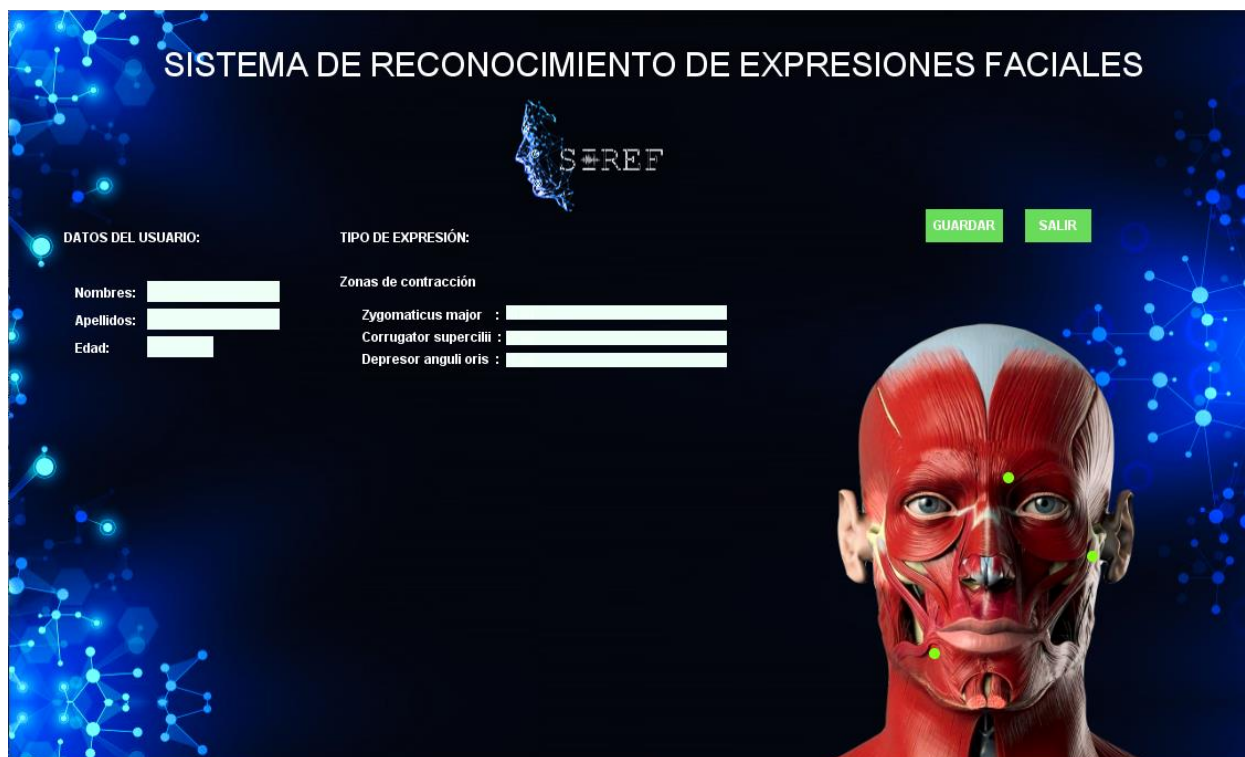 SISTEMA DE RECONOCIMIENTO DE EXPRESIONES FACIALES
SIREF
GUARDAR SALIR
DATOS DEL USUARIO:
Nombres:
Apellidos:
Edad:
TIPO DE EXPRESIÓN:
Zonas de contracción
Zygomaticus major :
Corrugator supercilii :
Depresor anguli oris :